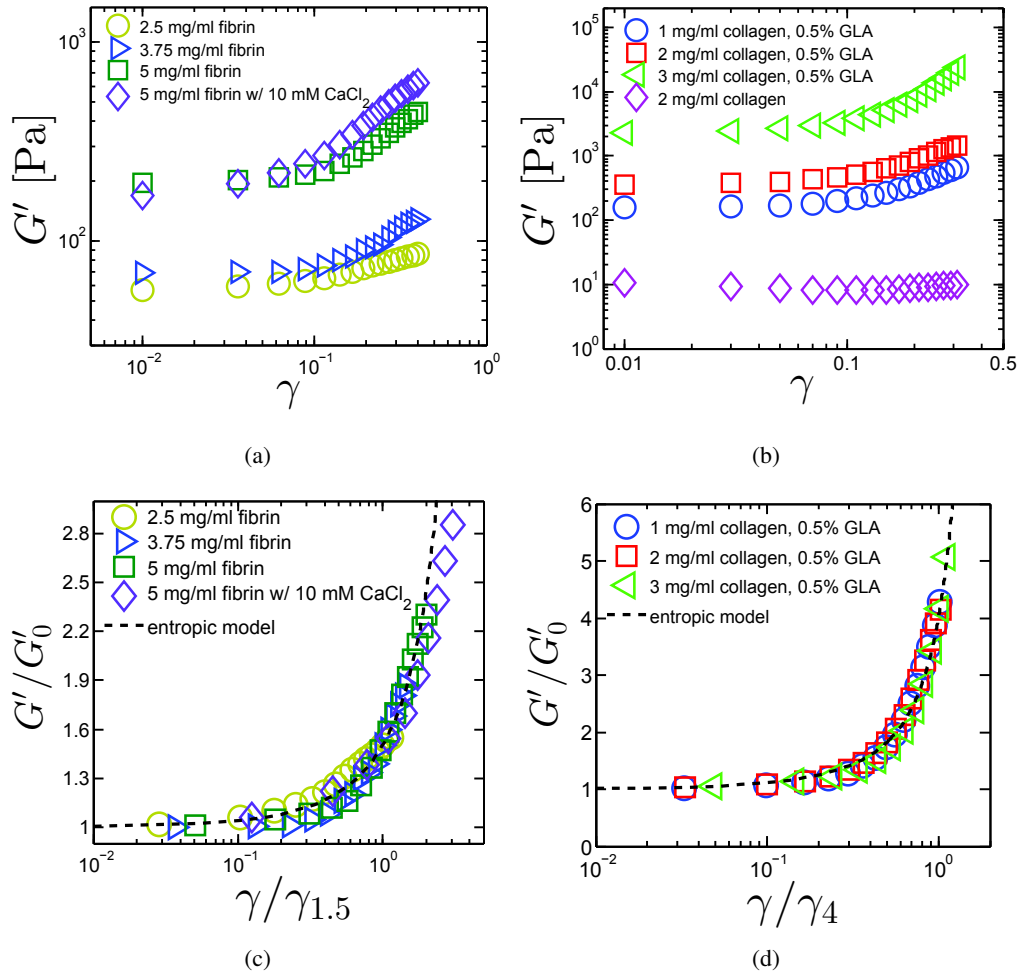 10³
10²
G′ [Pa]
2.5 mg/ml fibrin
3.75 mg/ml fibrin
5 mg/ml fibrin
5 mg/ml fibrin w/ 10 mM CaCl₂
10⁻² 10⁻¹ 10⁰
γ
(a)
10⁵
10⁴
10³
10²
10¹
10⁰
G′ [Pa]
1 mg/ml collagen, 0.5% GLA
2 mg/ml collagen, 0.5% GLA
3 mg/ml collagen, 0.5% GLA
2 mg/ml collagen
0.01 0.1 0.5
γ
(b)
2.8
2.5
2.2
1.9
1.6
1.3
1
G′/G′₀
2.5 mg/ml fibrin
3.75 mg/ml fibrin
5 mg/ml fibrin
5 mg/ml fibrin w/ 10 mM CaCl₂
entropic model
10⁻² 10⁻¹ 10⁰
γ/γ₁.₅
(c)
6
5
4
3
2
1
0
G′/G′₀
1 mg/ml collagen, 0.5% GLA
2 mg/ml collagen, 0.5% GLA
3 mg/ml collagen, 0.5% GLA
entropic model
10⁻² 10⁻¹ 10⁰
γ/γ₄
(d)